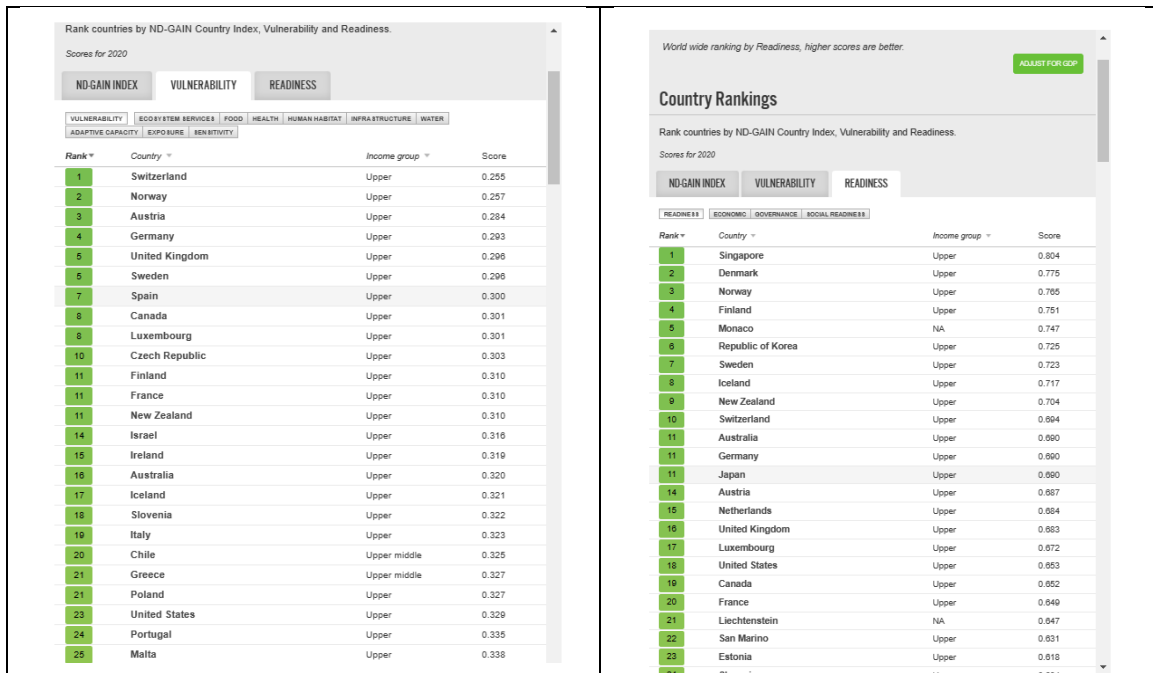 Rank countries by ND-GAIN Country Index, Vulnerability and Readiness.
Scores for 2020
ND-GAIN INDEX VULNERABILITY READINESS
VULNERABILITY ECOSYSTEM SERVICES FOOD HEALTH HUMAN HABITAT INFRASTRUCTURE WATER
ADAPTIVE CAPACITY EXPOSURE SENSITIVITY
Rank Country Income group Score
1 Switzerland Upper 0.255
2 Norway Upper 0.257
3 Austria Upper 0.284
4 Germany Upper 0.293
5 United Kingdom Upper 0.296
5 Sweden Upper 0.296
7 Spain Upper 0.300
8 Canada Upper 0.301
8 Luxembourg Upper 0.301
10 Czech Republic Upper 0.303
11 Finland Upper 0.310
11 France Upper 0.310
11 New Zealand Upper 0.310
14 Israel Upper 0.316
15 Ireland Upper 0.319
16 Australia Upper 0.320
17 Iceland Upper 0.321
18 Slovenia Upper 0.322
19 Italy Upper 0.323
20 Chile Upper middle 0.325
21 Greece Upper middle 0.327
21 Poland Upper 0.327
23 United States Upper 0.329
24 Portugal Upper 0.335
25 Malta Upper 0.338
World wide ranking by Readiness, higher scores are better.
ADJUST FOR GDP
Country Rankings
Rank countries by ND-GAIN Country Index, Vulnerability and Readiness.
Scores for 2020
ND-GAIN INDEX VULNERABILITY READINESS
READINESS ECONOMIC GOVERNANCE SOCIAL READINESS
Rank Country Income group Score
1 Singapore Upper 0.804
2 Denmark Upper 0.775
3 Norway Upper 0.765
4 Finland Upper 0.751
5 Monaco NA 0.747
6 Republic of Korea Upper 0.725
7 Sweden Upper 0.723
8 Iceland Upper 0.717
9 New Zealand Upper 0.704
10 Switzerland Upper 0.694
11 Australia Upper 0.690
11 Germany Upper 0.690
11 Japan Upper 0.690
14 Austria Upper 0.687
15 Netherlands Upper 0.684
16 United Kingdom Upper 0.683
17 Luxembourg Upper 0.672
18 United States Upper 0.653
19 Canada Upper 0.652
20 France Upper 0.649
21 Liechtenstein NA 0.647
22 San Marino Upper 0.631
23 Estonia Upper 0.618